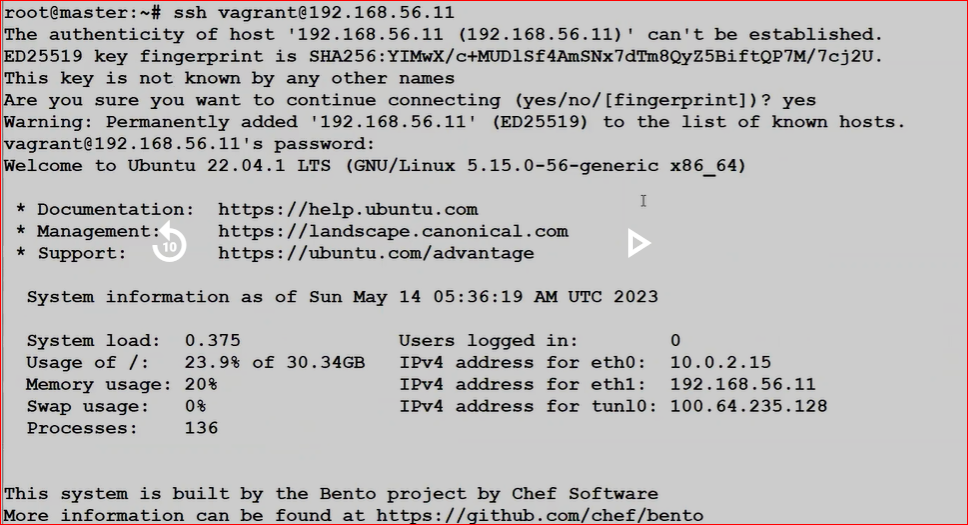 root@master:~# ssh vagrant@192.168.56.11
The authenticity of host '192.168.56.11 (192.168.56.11)' can't be established.
ED25519 key fingerprint is SHA256:YIMwX/c+MUDlSf4AmSNx7dTm8QyZ5BiftQP7M/7cj2U.
This key is not known by any other names
Are you sure you want to continue connecting (yes/no/[fingerprint])? yes
Warning: Permanently added '192.168.56.11' (ED25519) to the list of known hosts.
vagrant@192.168.56.11's password:
Welcome to Ubuntu 22.04.1 LTS (GNU/Linux 5.15.0-56-generic x86_64)
* Documentation:  https://help.ubuntu.com
* Management:     https://landscape.canonical.com
* Support:        https://ubuntu.com/advantage
10
System information as of Sun May 14 05:36:19 AM UTC 2023
System load:  0.375              Users logged in:        0
Usage of /:   23.9% of 30.34GB   IPv4 address for eth0:  10.0.2.15
Memory usage: 20%                IPv4 address for eth1:  192.168.56.11
Swap usage:   0%                 IPv4 address for tunl0: 100.64.235.128
Processes:    136
This system is built by the Bento project by Chef Software
More information can be found at https://github.com/chef/bento